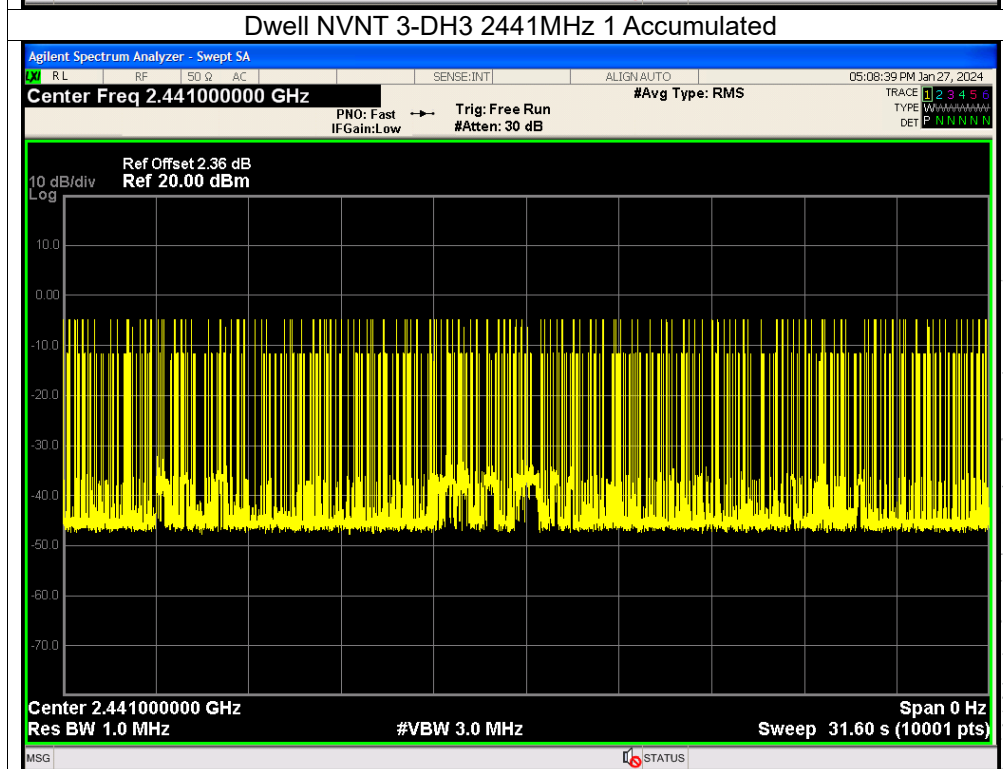 Dwell NVNT 3-DH3 2441MHz 1 Accumulated
Agilent Spectrum Analyzer - Swept SA
LXI RL RF 50 Ω AC SENSE:INT ALIGN AUTO 05:08:39 PM Jan 27, 2024
Center Freq 2.441000000 GHz #Avg Type: RMS TRACE 1 2 3 4 5 6
PNO: Fast Trig: Free Run TYPE WWWWWW
IFGain:Low #Atten: 30 dB DET P N N N N N
Ref Offset 2.36 dB
10 dB/div Ref 20.00 dBm
Log
10.0
0.00
-10.0
-20.0
-30.0
-40.0
-50.0
-60.0
-70.0
Center 2.441000000 GHz Span 0 Hz
Res BW 1.0 MHz #VBW 3.0 MHz Sweep 31.60 s (10001 pts)
MSG STATUS